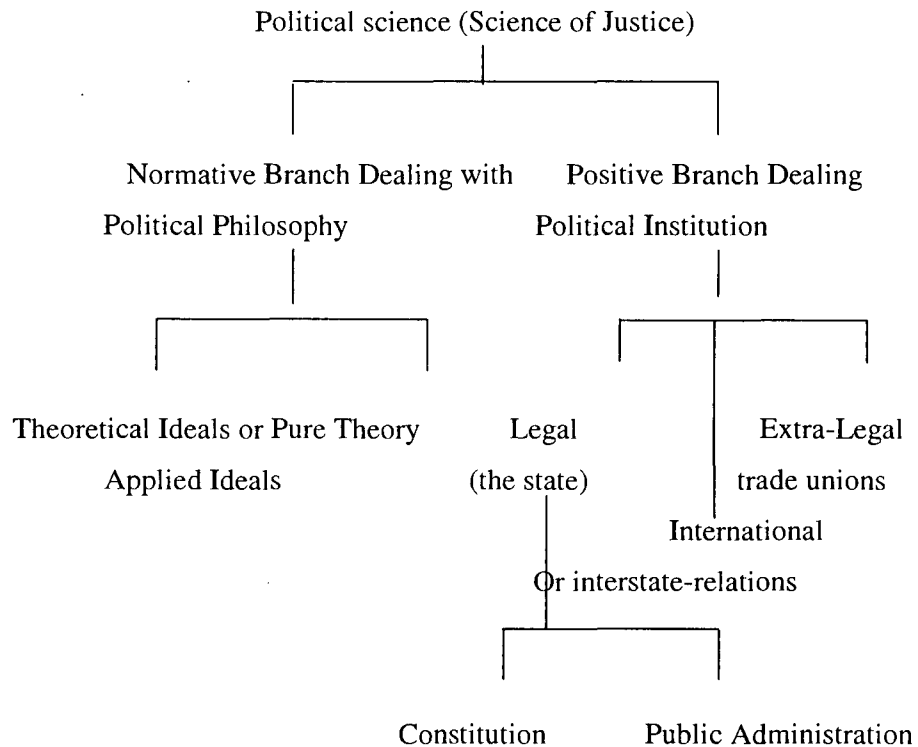 Political science (Science of Justice)
Normative Branch Dealing with
Political Philosophy
Positive Branch Dealing
Political Institution
Theoretical Ideals or Pure Theory
Applied Ideals
Legal
(the state)
Extra-Legal
trade unions
International
Or interstate-relations
Constitution
Public Administration